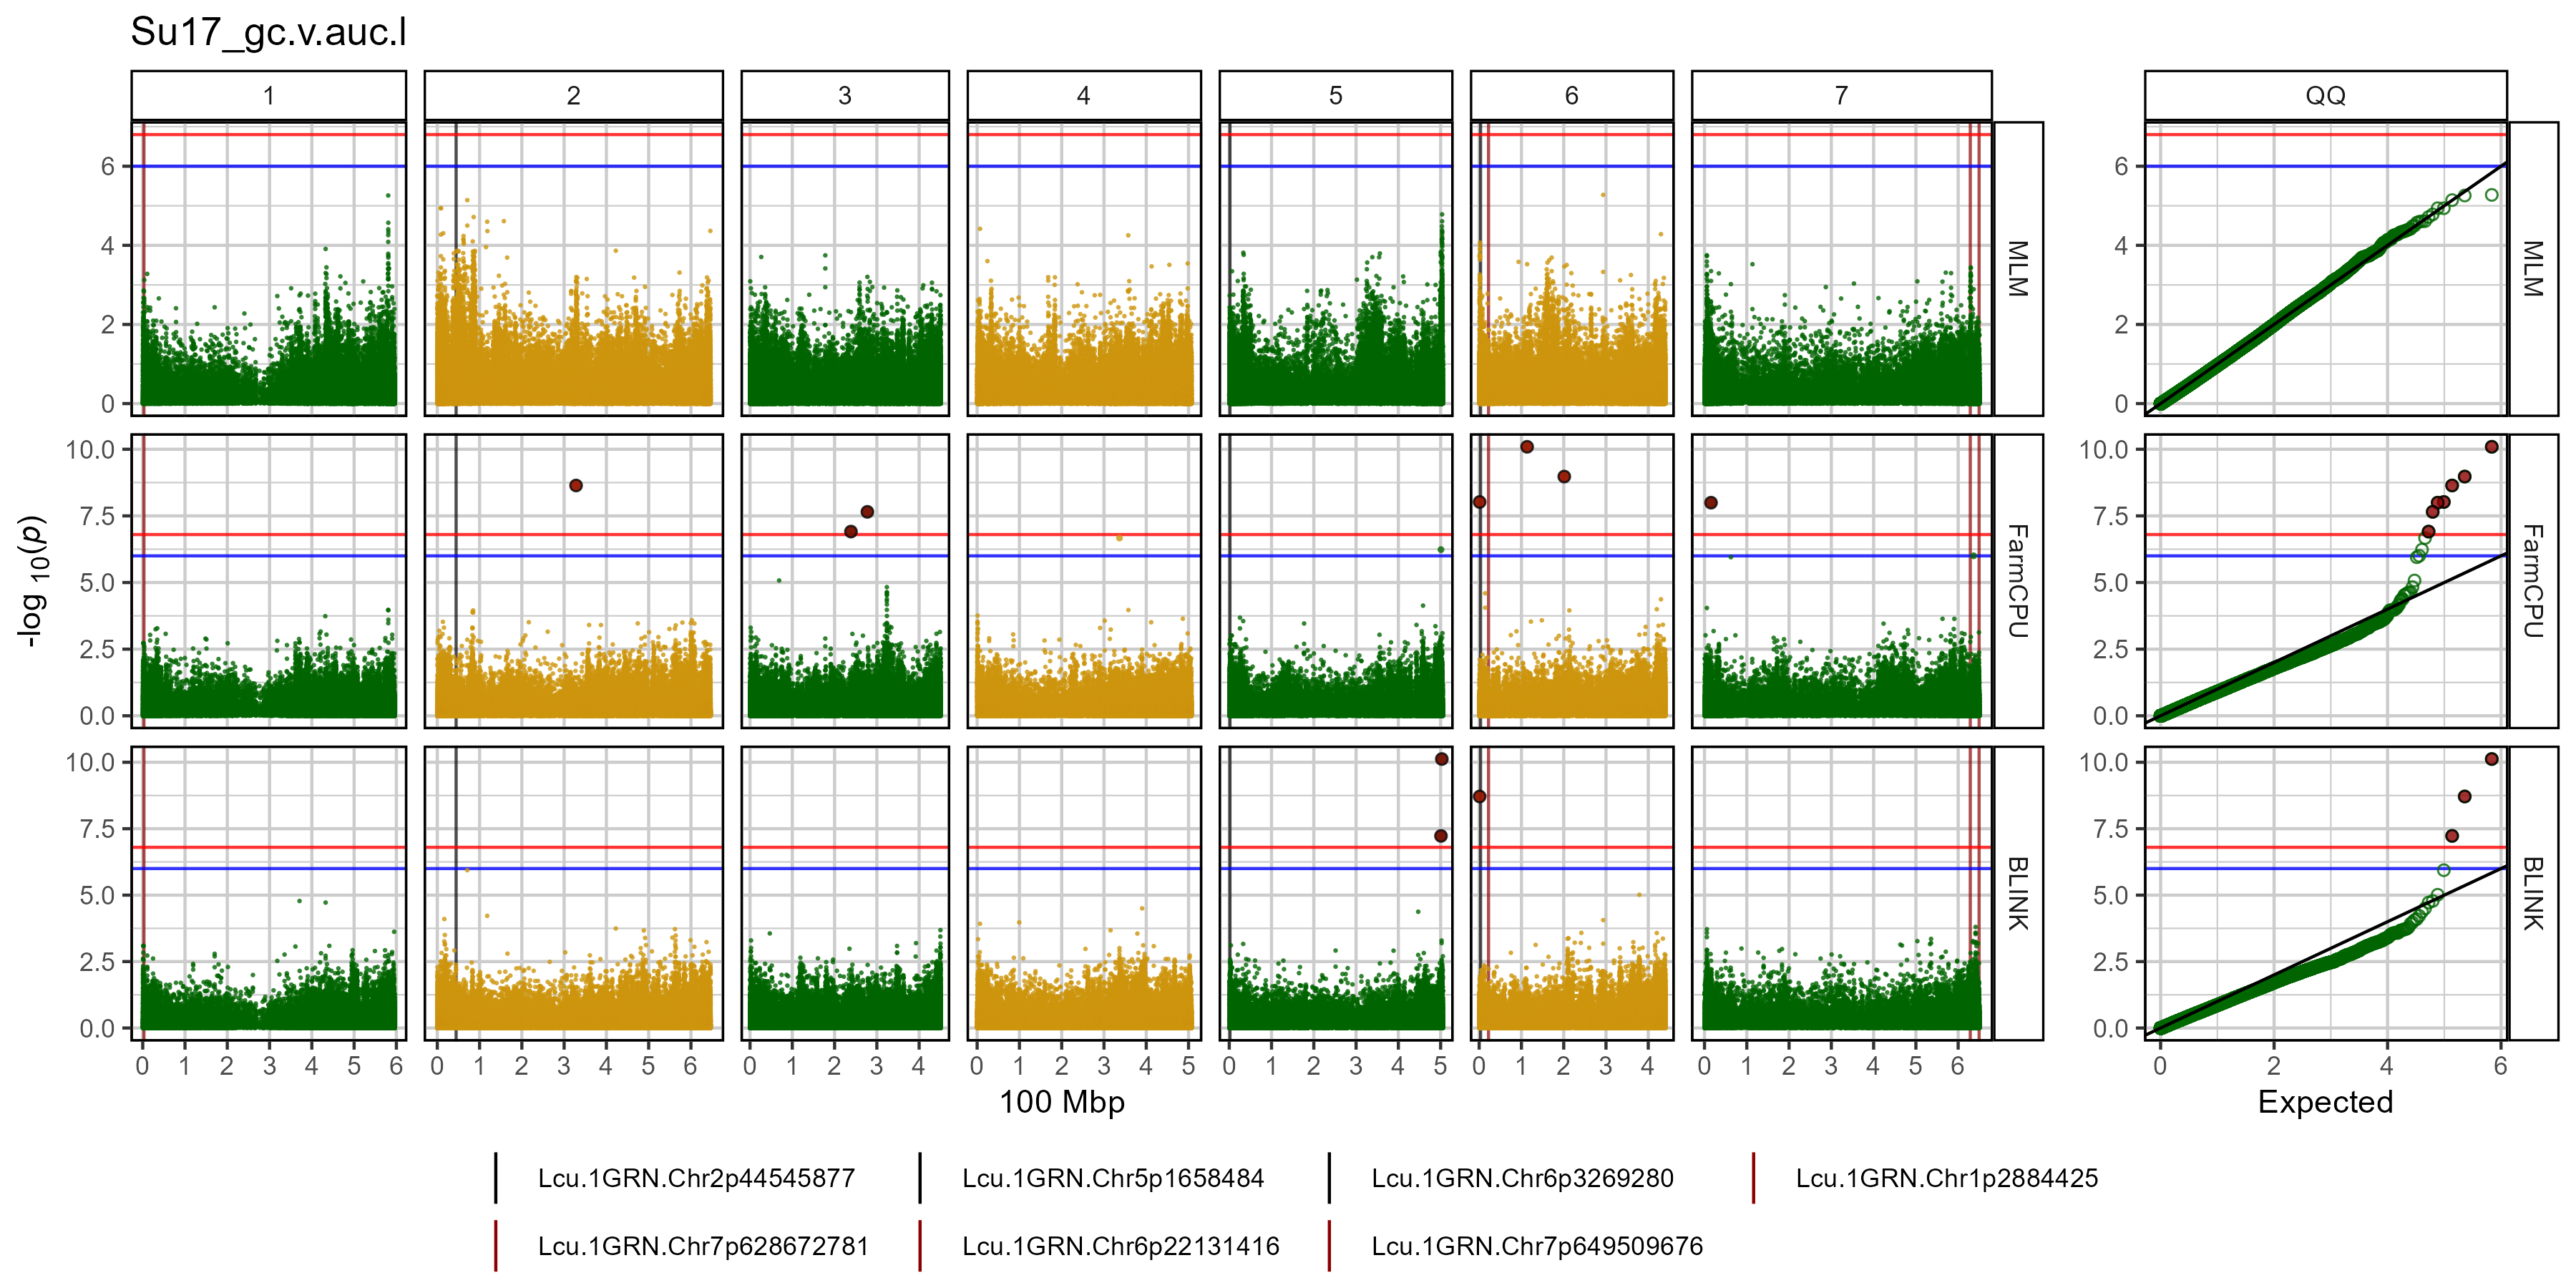 Su17_gc.v.auc.l
1 2 3 4 5 6 7 QQ
6
4
2
0
MLM
6
4
2
0
MLM
-log 10(p)
10.0
7.5
5.0
2.5
0.0
FarmCPU
10.0
7.5
5.0
2.5
0.0
FarmCPU
10.0
7.5
5.0
2.5
0.0
BLINK
10.0
7.5
5.0
2.5
0.0
BLINK
0 1 2 3 4 5 6 0 1 2 3 4 5 6 0 1 2 3 4 0 1 2 3 4 5 0 1 2 3 4 5 0 1 2 3 4 0 1 2 3 4 5 6 0 2 4 6
100 Mbp
Expected
Lcu.1GRN.Chr2p44545877 Lcu.1GRN.Chr5p1658484 Lcu.1GRN.Chr6p3269280 Lcu.1GRN.Chr1p2884425
Lcu.1GRN.Chr7p628672781 Lcu.1GRN.Chr6p22131416 Lcu.1GRN.Chr7p649509676